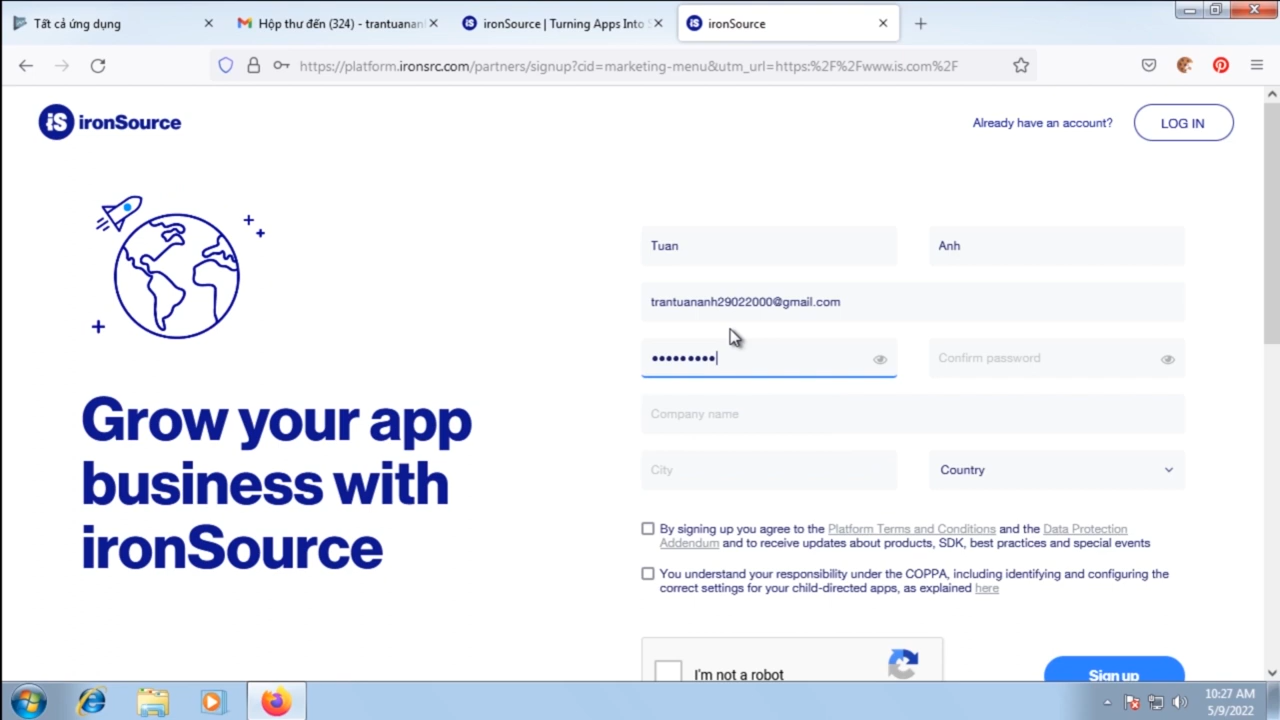 Tất cả ứng dụng
Hộp thư đến (324) - trantuanan
ironSource | Turning Apps Into
ironSource
https://platform.ironsrc.com/partners/signup?cid=marketing-menu&utm_url=https:%2F%2Fwww.is.com%2F
iS ironSource
Already have an account?
LOG IN
Tuan
Anh
trantuananh29022000@gmail.com
•••••••••
Confirm password
Company name
City
Country
Grow your app
business with
ironSource
By signing up you agree to the Platform Terms and Conditions and the Data Protection
Addendum and to receive updates about products, SDK, best practices and special events
You understand your responsibility under the COPPA, including identifying and configuring the
correct settings for your child-directed apps, as explained here
I'm not a robot
Sign up
10:27 AM
5/9/2022